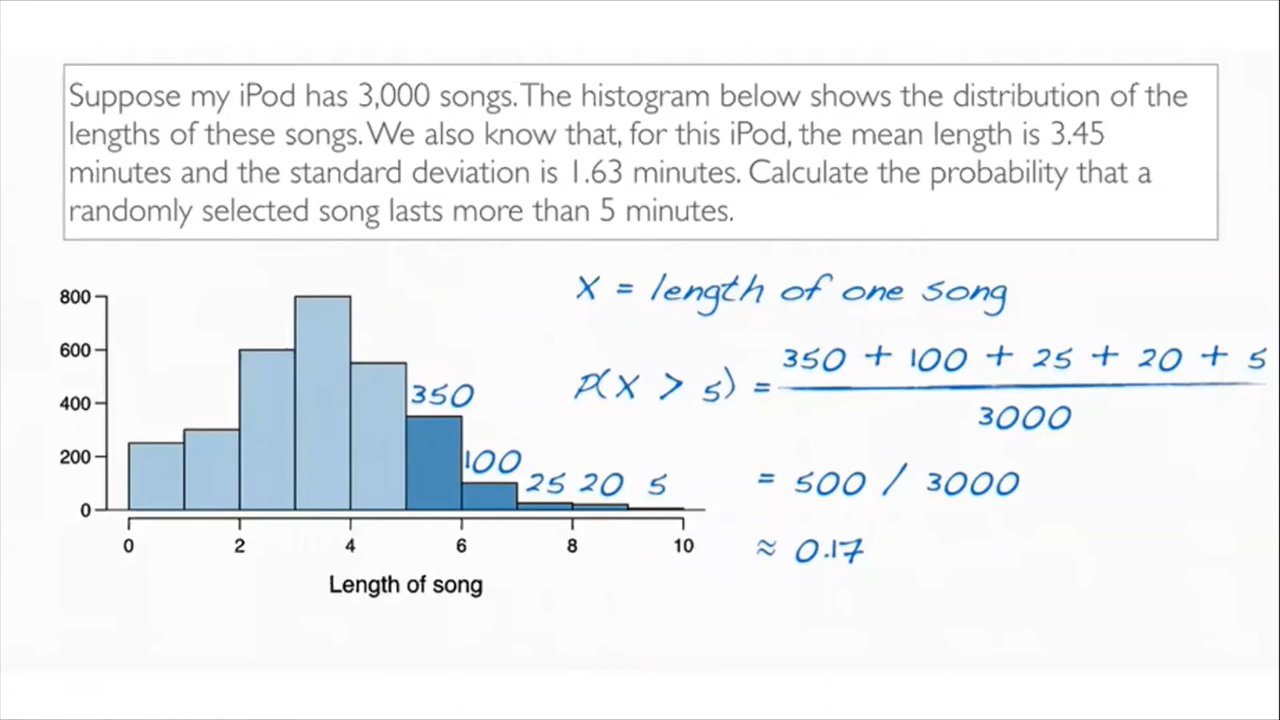 Suppose my iPod has 3,000 songs. The histogram below shows the distribution of the
lengths of these songs. We also know that, for this iPod, the mean length is 3.45
minutes and the standard deviation is 1.63 minutes. Calculate the probability that a
randomly selected song lasts more than 5 minutes.
X = length of one song
P(X > 5) = 350 + 100 + 25 + 20 + 5
3000
= 500 / 3000
≈ 0.17
800
600
400
200
0
350
100
25 20 5
0 2 4 6 8 10
Length of song